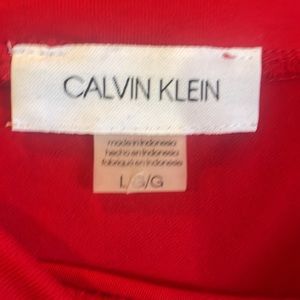 CALVIN KLEIN
made in Indonesia
hecho en Indonesia
fabriqué en Indonésie
L/G/G